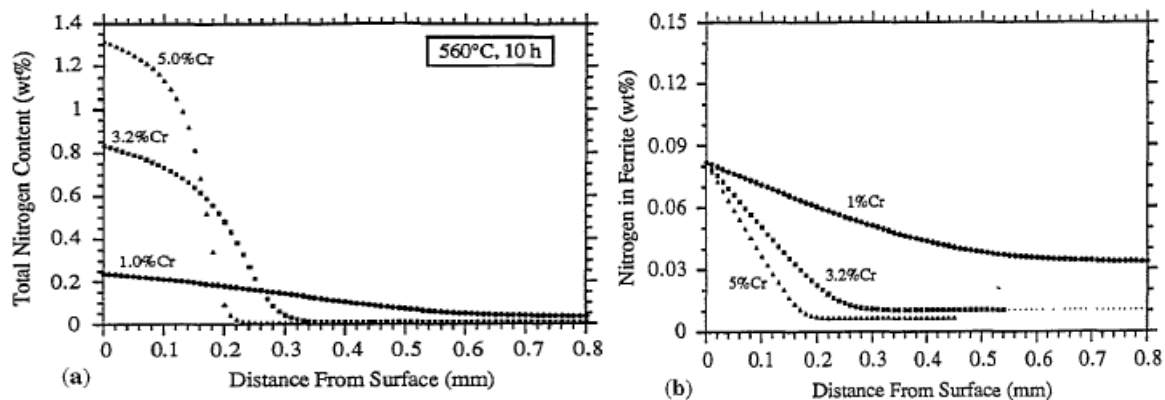 Total Nitrogen Content (wt%)
1.4
1.2
1
0.8
0.6
0.4
0.2
0
5.0%Cr
3.2%Cr
1.0%Cr
560°C, 10 h
0 0.1 0.2 0.3 0.4 0.5 0.6 0.7 0.8
(a) Distance From Surface (mm)
Nitrogen in Ferrite (wt%)
0.15
0.12
0.09
0.06
0.03
0
1%Cr
3.2%Cr
5%Cr
0 0.1 0.2 0.3 0.4 0.5 0.6 0.7 0.8
(b) Distance From Surface (mm)